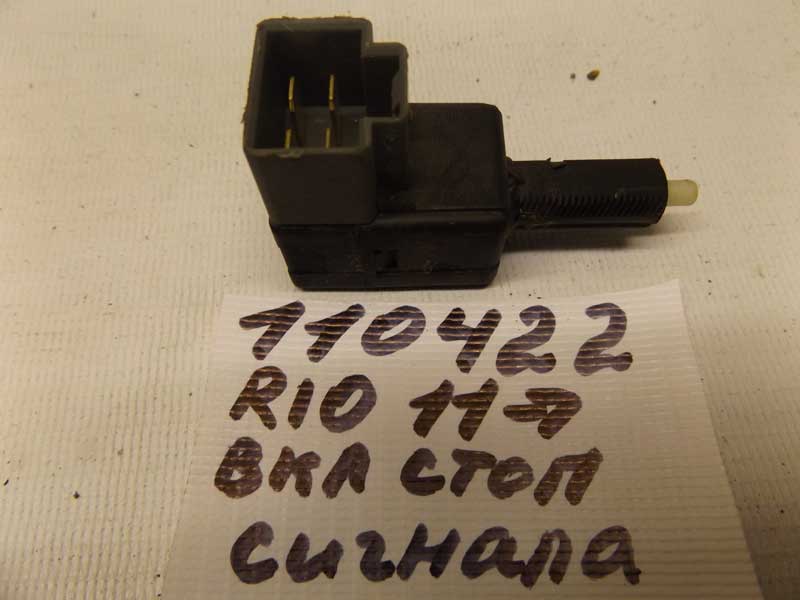 110422
RIO 11→
ВКЛ СТОП
сигнала